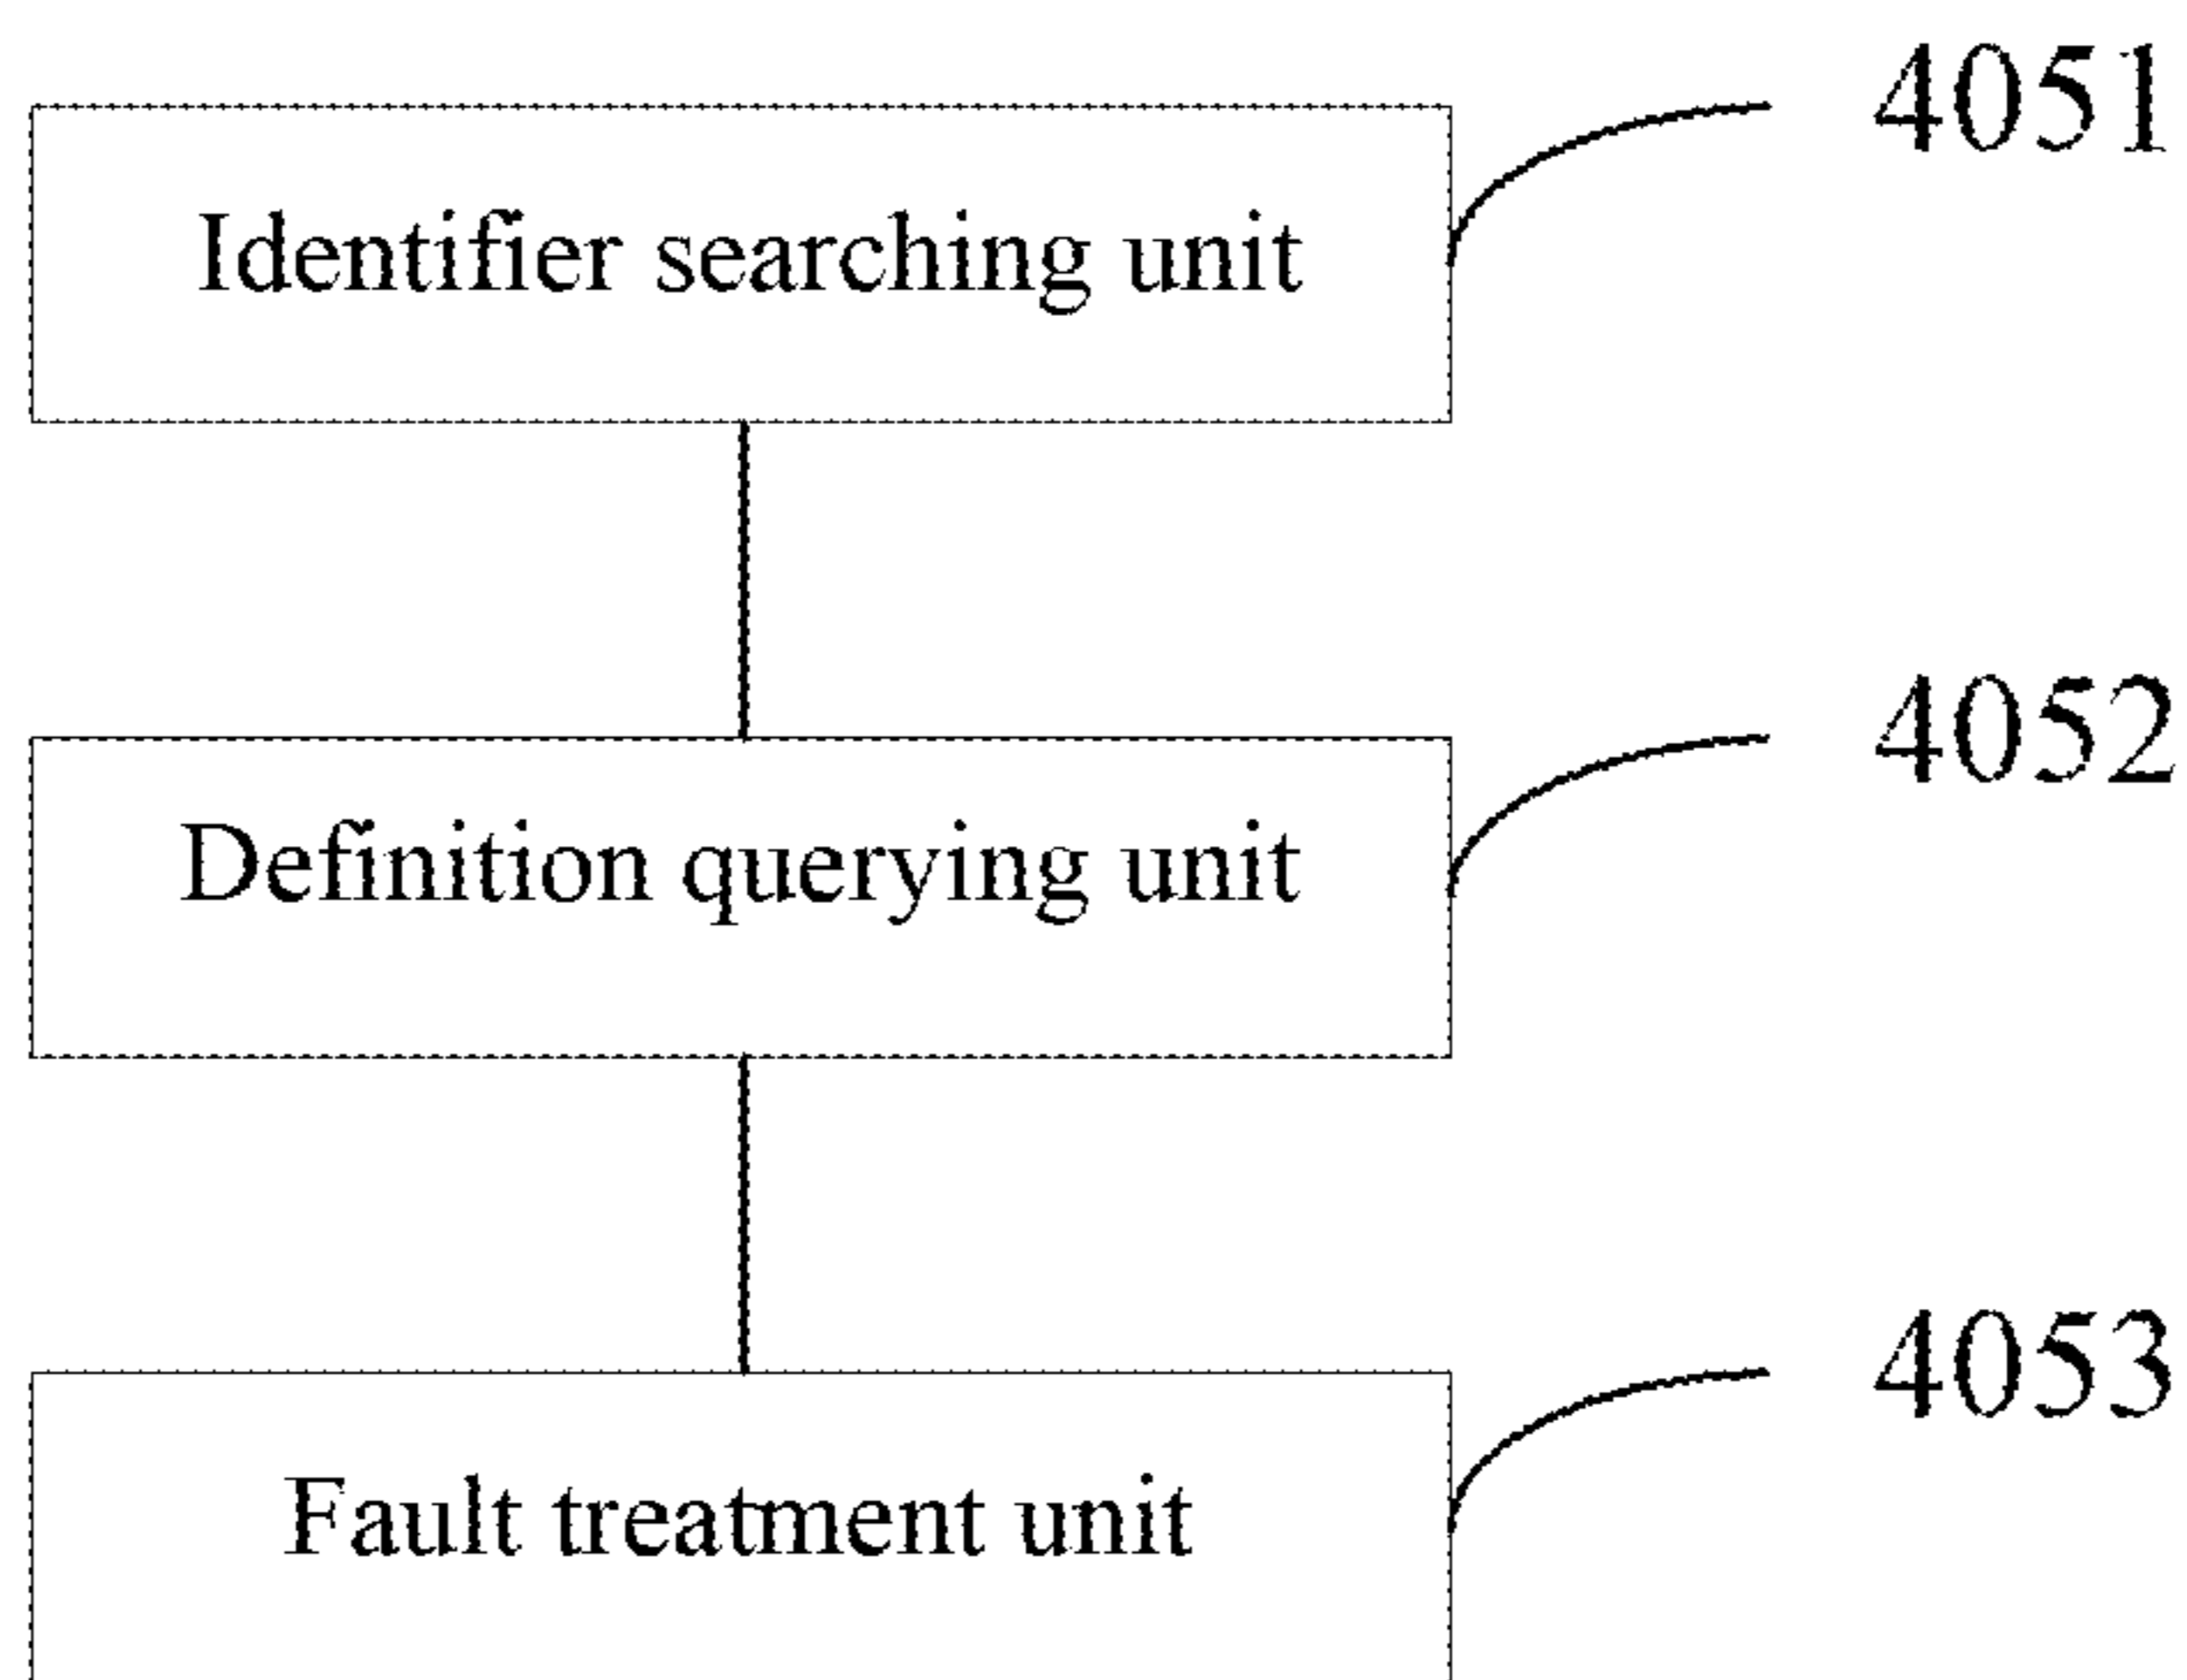 4051
Identifier searching unit
4052
Definition querying unit
4053
Fault treatment unit